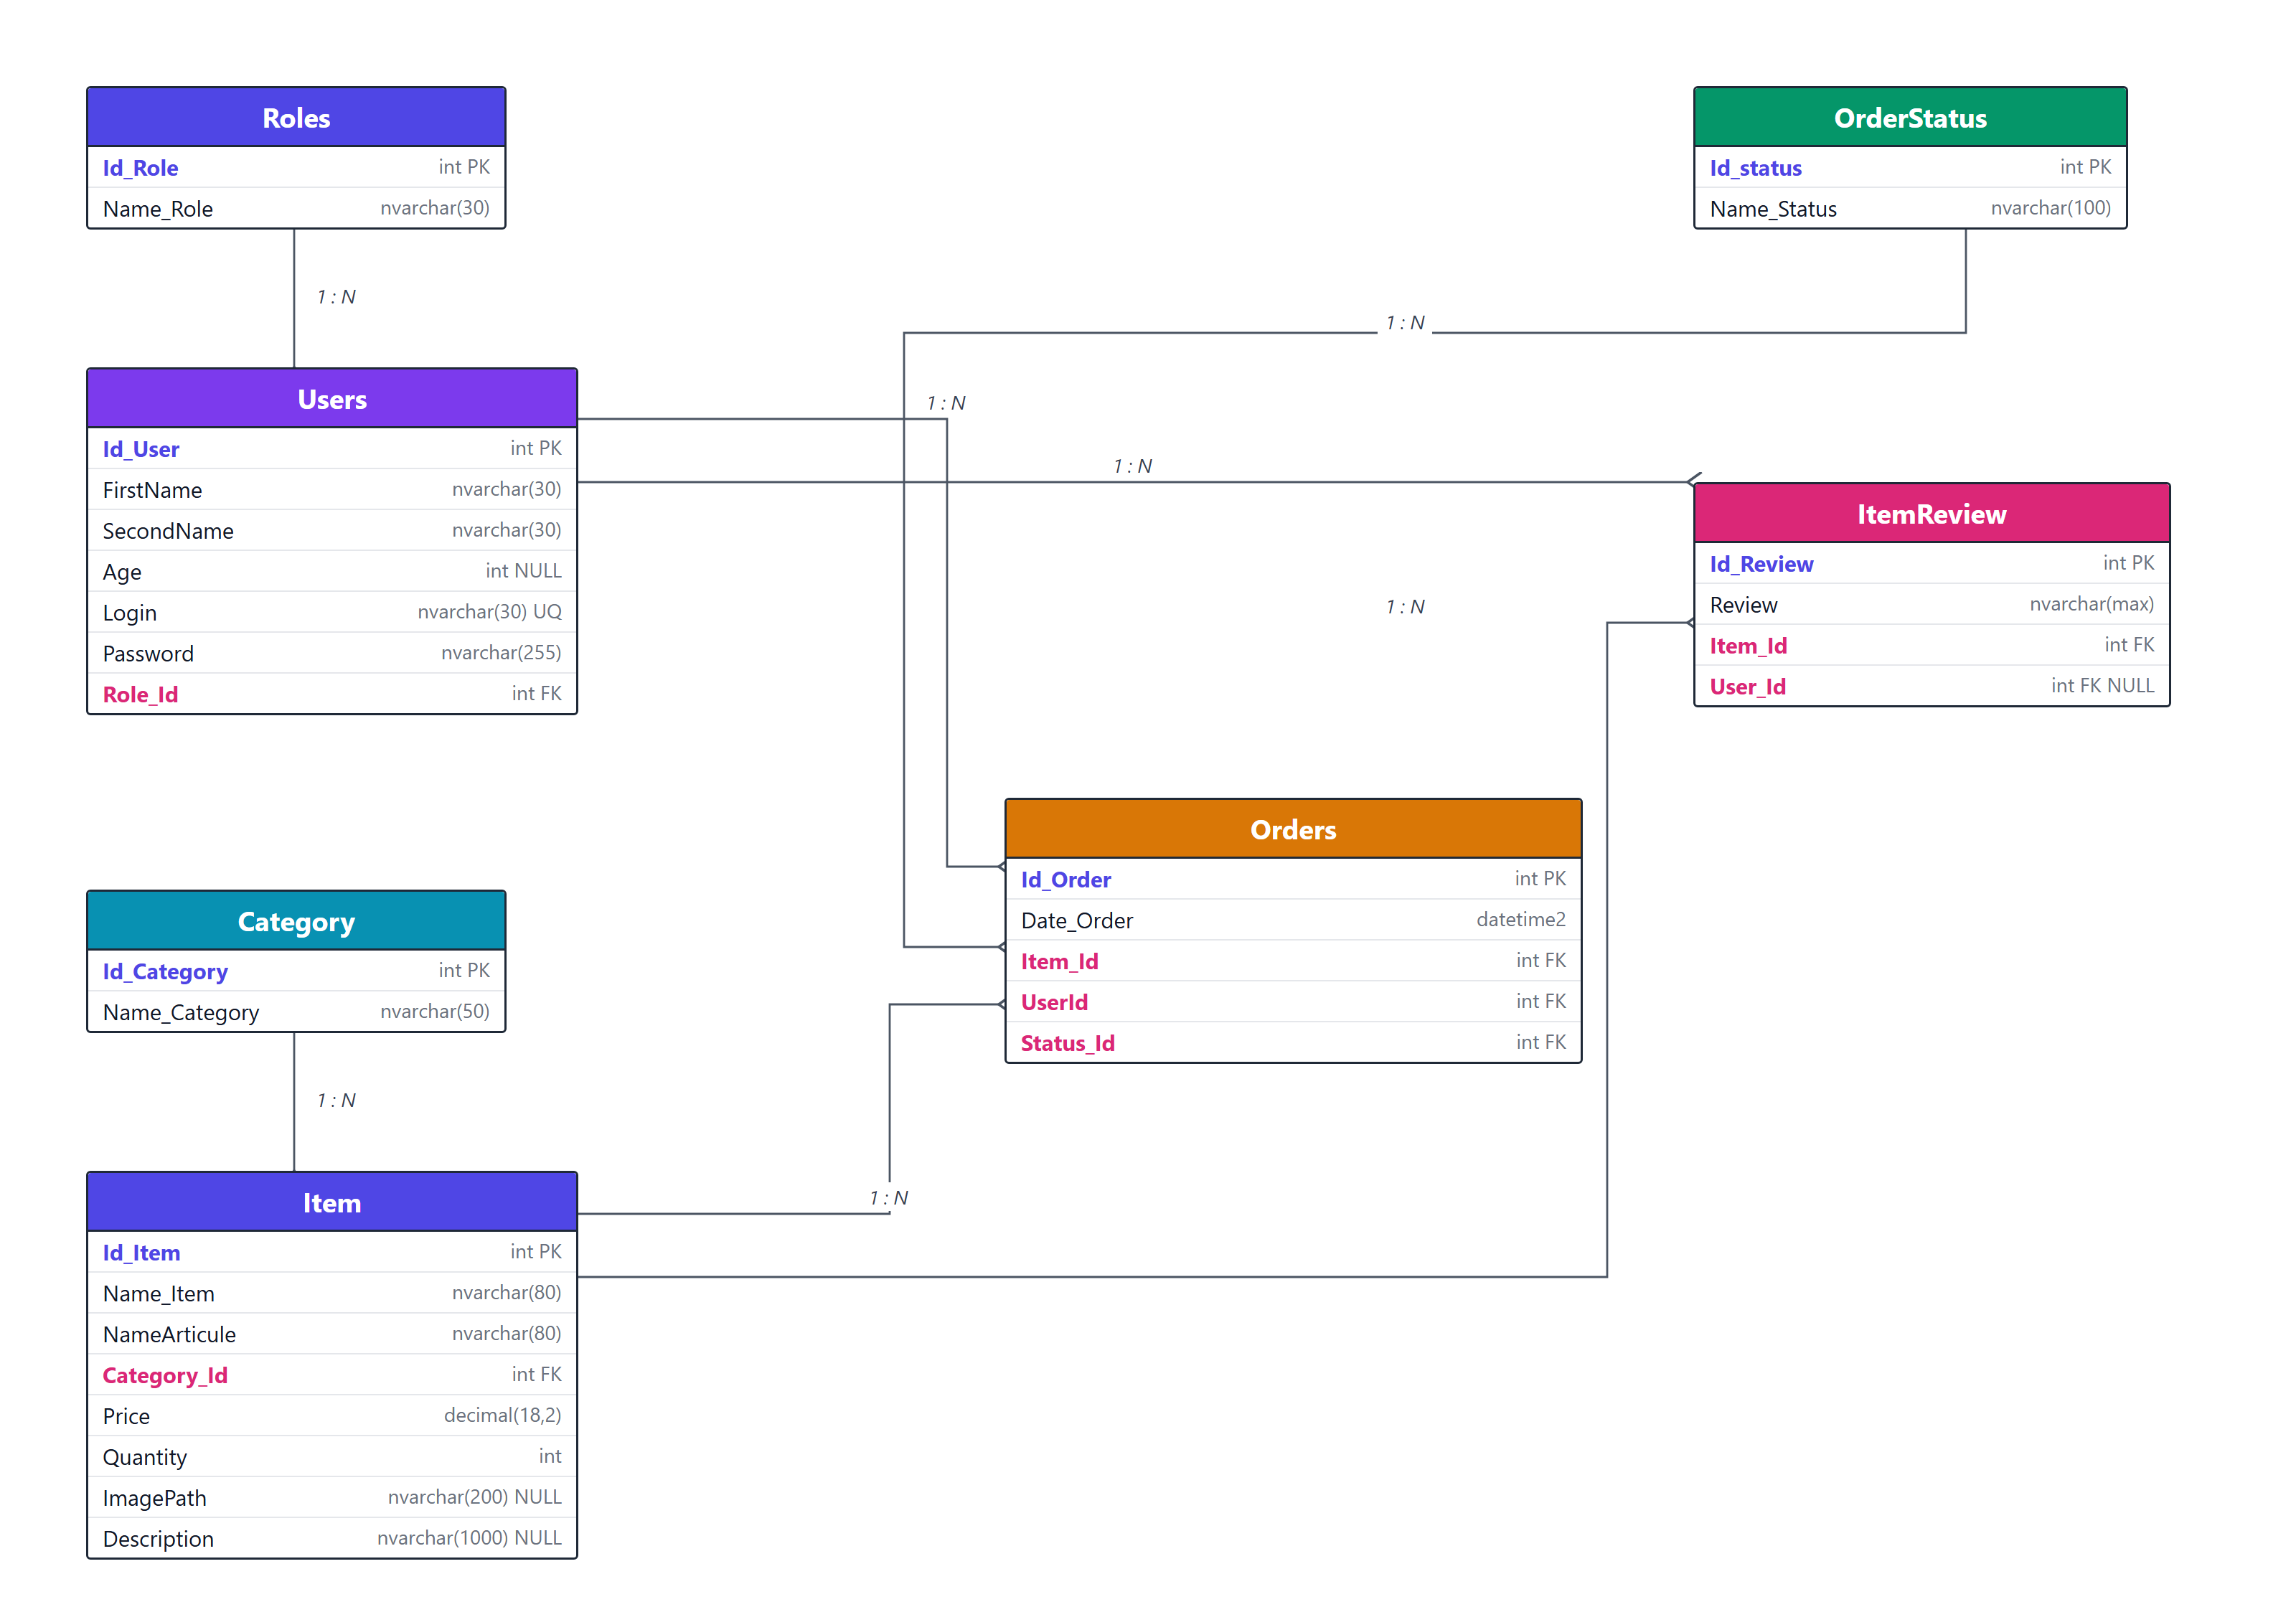 Roles
Id_Role int PK
Name_Role nvarchar(30)
1 : N
OrderStatus
Id_status int PK
Name_Status nvarchar(100)
1 : N
Users
Id_User int PK
FirstName nvarchar(30)
SecondName nvarchar(30)
Age int NULL
Login nvarchar(30) UQ
Password nvarchar(255)
Role_Id int FK
1 : N
1 : N
1 : N
ItemReview
Id_Review int PK
Review nvarchar(max)
Item_Id int FK
User_Id int FK NULL
Orders
Id_Order int PK
Date_Order datetime2
Item_Id int FK
UserId int FK
Status_Id int FK
Category
Id_Category int PK
Name_Category nvarchar(50)
1 : N
1 : N
Item
Id_Item int PK
Name_Item nvarchar(80)
NameArticule nvarchar(80)
Category_Id int FK
Price decimal(18,2)
Quantity int
ImagePath nvarchar(200) NULL
Description nvarchar(1000) NULL